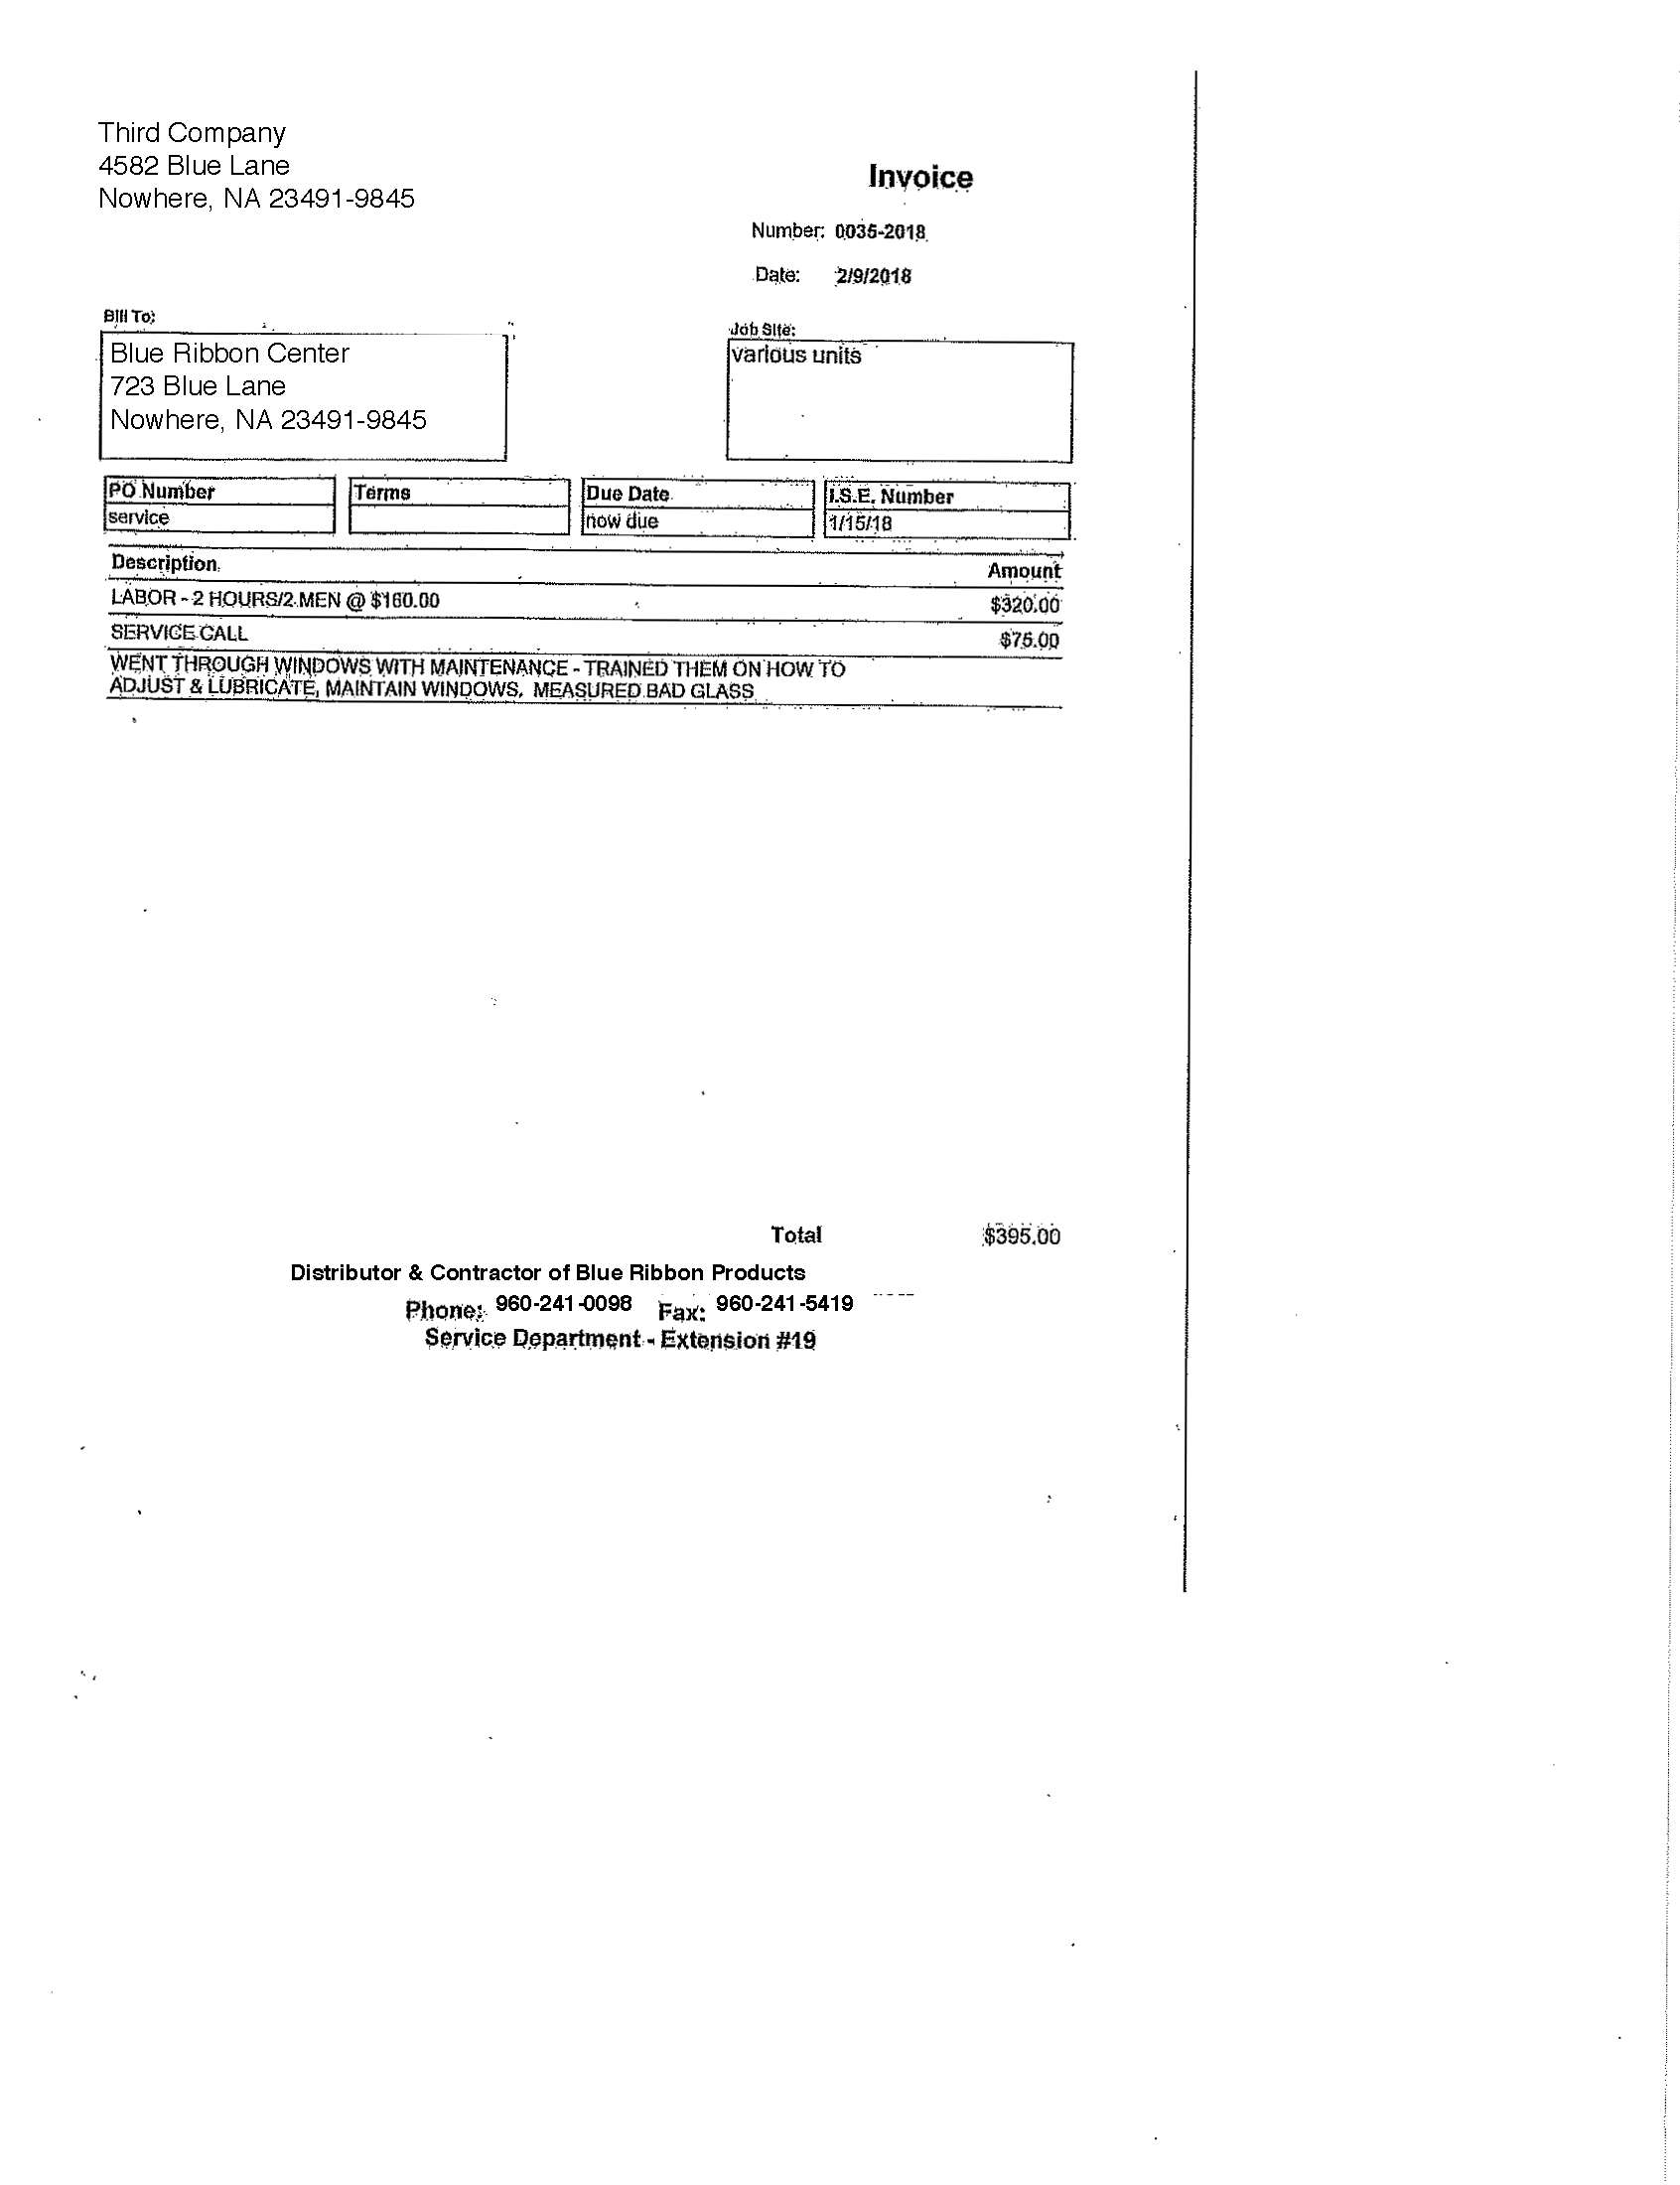 Third Company
4582 Blue Lane
Nowhere, NA 23491-9845
Invoice
Number: 0035-2018
Date: 2/9/2018
Bill To:
Blue Ribbon Center
723 Blue Lane
Nowhere, NA 23491-9845
Job Site:
various units
PO Number Terms Due Date I.S.E. Number
service now due 1/15/18
Description Amount
LABOR - 2 HOURS/2 MEN @ $160.00 $320.00
SERVICE CALL $75.00
WENT THROUGH WINDOWS WITH MAINTENANCE - TRAINED THEM ON HOW TO
ADJUST & LUBRICATE, MAINTAIN WINDOWS. MEASURED BAD GLASS
Total $395.00
Distributor & Contractor of Blue Ribbon Products
Phone: 960-241-0098 Fax: 960-241-5419
Service Department - Extension #19